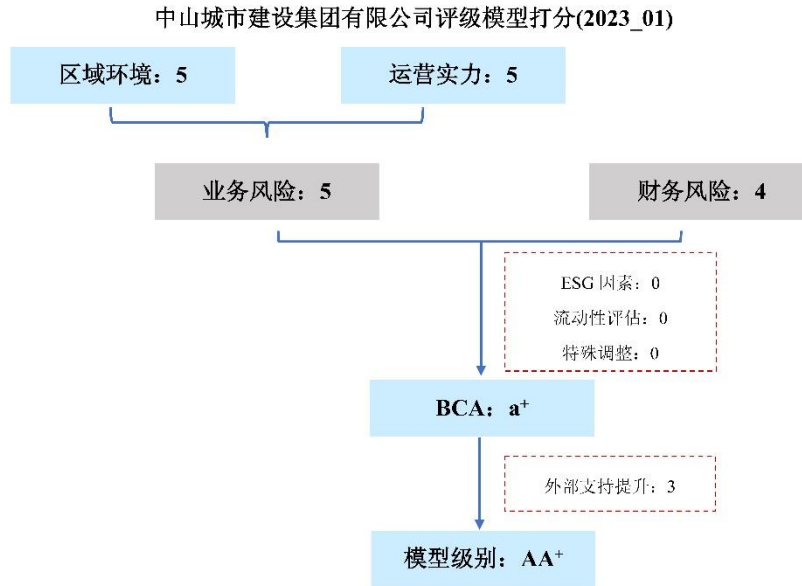 中山城市建设集团有限公司评级模型打分(2023_01)
区域环境：5
运营实力：5
业务风险：5
财务风险：4
ESG 因素：0
流动性评估：0
特殊调整：0
BCA：a⁺
外部支持提升：3
模型级别：AA⁺